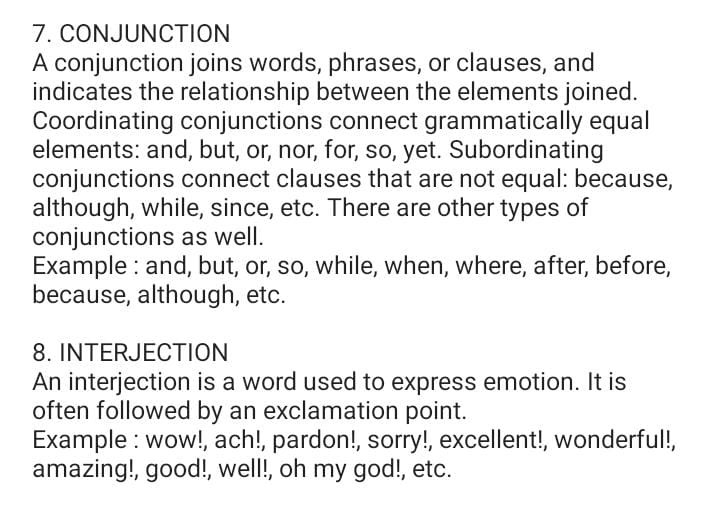 7. CONJUNCTION
A conjunction joins words, phrases, or clauses, and
indicates the relationship between the elements joined.
Coordinating conjunctions connect grammatically equal
elements: and, but, or, nor, for, so, yet. Subordinating
conjunctions connect clauses that are not equal: because,
although, while, since, etc. There are other types of
conjunctions as well.
Example : and, but, or, so, while, when, where, after, before,
because, although, etc.
8. INTERJECTION
An interjection is a word used to express emotion. It is
often followed by an exclamation point.
Example : wow!, ach!, pardon!, sorry!, excellent!, wonderful!,
amazing!, good!, well!, oh my god!, etc.